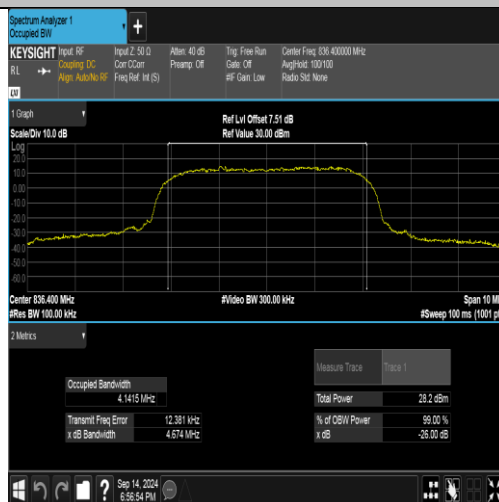 Spectrum Analyzer 1
Occupied BW
+
KEYSIGHT Input: RF Input Z: 50 Ω Atten: 40 dB Trig: Free Run Center Freq: 836.400000 MHz
RL Coupling: DC Corr CCorr Preamp: Off Gate: Off Avg|Hold: 100/100
Align: Auto/No RF Freq Ref: Int (S) #IF Gain: Low Radio Std: None
1 Graph
Scale/Div 10.0 dB
Ref Lvl Offset 7.51 dB
Ref Value 30.00 dBm
Log
20.0
10.0
0.00
-10.0
-20.0
-30.0
-40.0
-50.0
-60.0
Center 836.400 MHz #Video BW 300.00 kHz Span 10 M
#Res BW 100.00 kHz #Sweep 100 ms (1001 p
2 Metrics
Measure Trace Trace 1
Occupied Bandwidth
4.1415 MHz
Total Power 28.2 dBm
Transmit Freq Error 12.381 kHz % of OBW Power 99.00 %
x dB Bandwidth 4.674 MHz x dB -26.00 dB
? Sep 14, 2024
6:56:54 PM